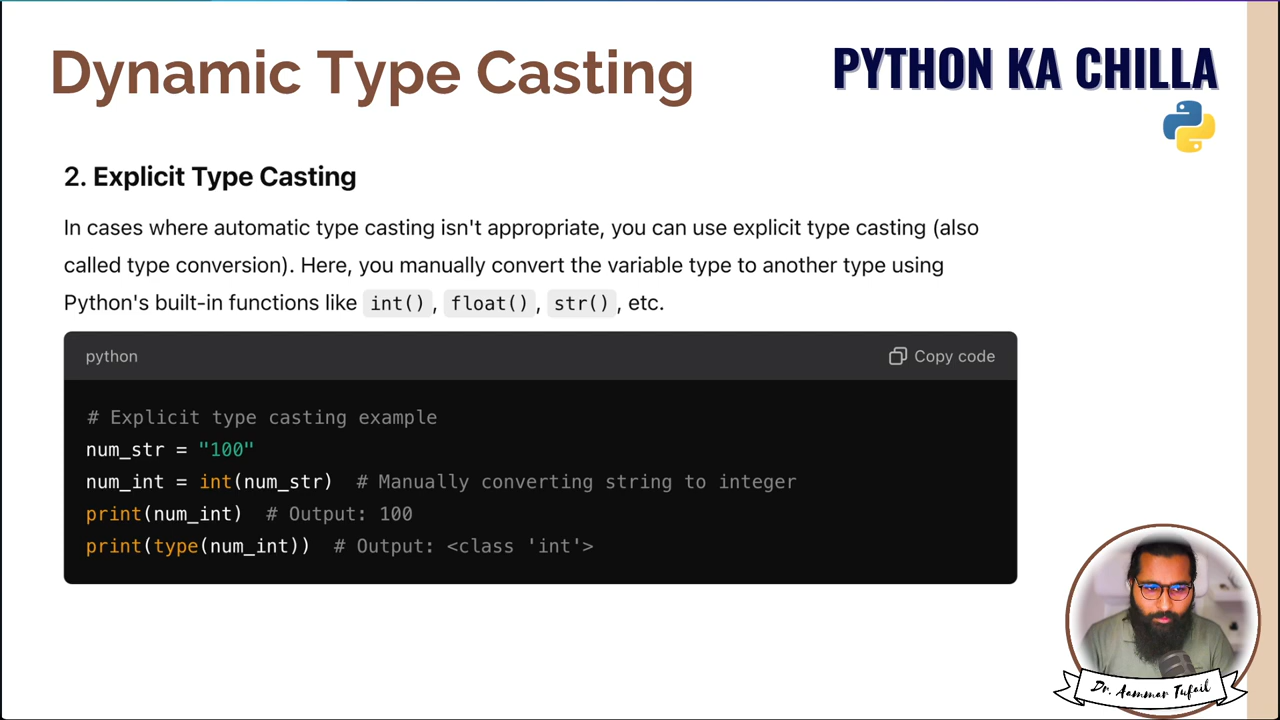 Dynamic Type Casting
PYTHON KA CHILLA
2. Explicit Type Casting
In cases where automatic type casting isn't appropriate, you can use explicit type casting (also
called type conversion). Here, you manually convert the variable type to another type using
Python's built-in functions like int(), float(), str(), etc.
python
Copy code
# Explicit type casting example
num_str = "100"
num_int = int(num_str)  # Manually converting string to integer
print(num_int)  # Output: 100
print(type(num_int))  # Output: <class 'int'>
Dr. Aammar Tufail